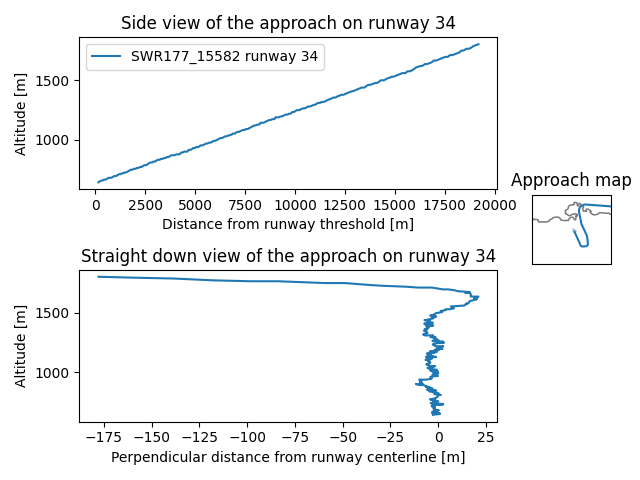 Side view of the approach on runway 34
SWR177_15582 runway 34
Altitude [m]
1500
1000
0 2500 5000 7500 10000 12500 15000 17500 20000
Distance from runway threshold [m]
Approach map
Straight down view of the approach on runway 34
Altitude [m]
1500
1000
−175 −150 −125 −100 −75 −50 −25 0 25
Perpendicular distance from runway centerline [m]